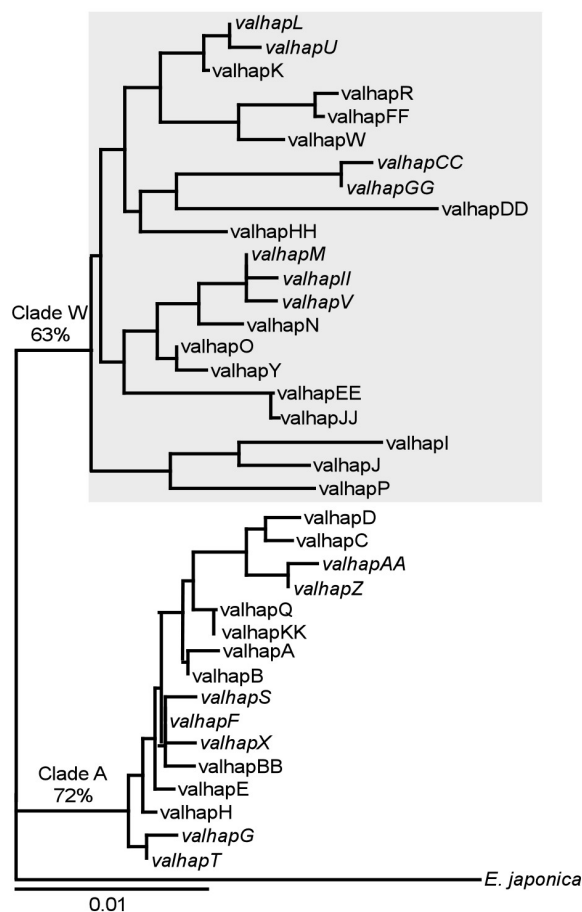 valhapL
valhapU
valhapK
valhapR
valhapFF
valhapW
valhapCC
valhapGG
valhapDD
valhapHH
valhapM
valhapII
valhapV
valhapN
Clade W
63%
valhapO
valhapY
valhapEE
valhapJJ
valhapI
valhapJ
valhapP
valhapD
valhapC
valhapAA
valhapZ
valhapQ
valhapKK
valhapA
valhapB
valhapS
valhapF
valhapX
valhapBB
Clade A
72%
valhapE
valhapH
valhapG
valhapT
E. japonica
0.01